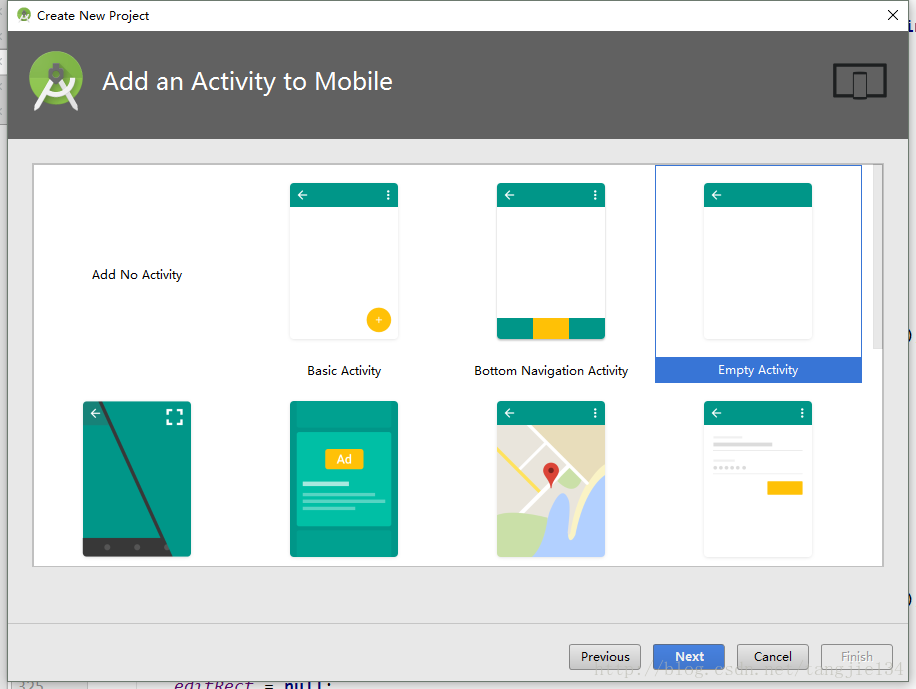 Create New Project
Add an Activity to Mobile
Add No Activity
Basic Activity
Bottom Navigation Activity
Empty Activity
Ad
Previous
Next
Cancel
Finish
http://blog.csdn.net/tangjie134
325
editRect = null;